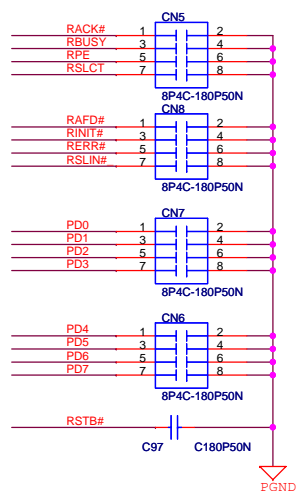 CN5
RACK# 1 2
RBUSY 3 4
RPE 5 6
RSLCT 7 8
8P4C-180P50N
CN8
RAFD# 1 2
RINIT# 3 4
RERR# 5 6
RSLIN# 7 8
8P4C-180P50N
CN7
PD0 1 2
PD1 3 4
PD2 5 6
PD3 7 8
8P4C-180P50N
CN6
PD4 1 2
PD5 3 4
PD6 5 6
PD7 7 8
8P4C-180P50N
RSTB#
C97 C180P50N
PGND